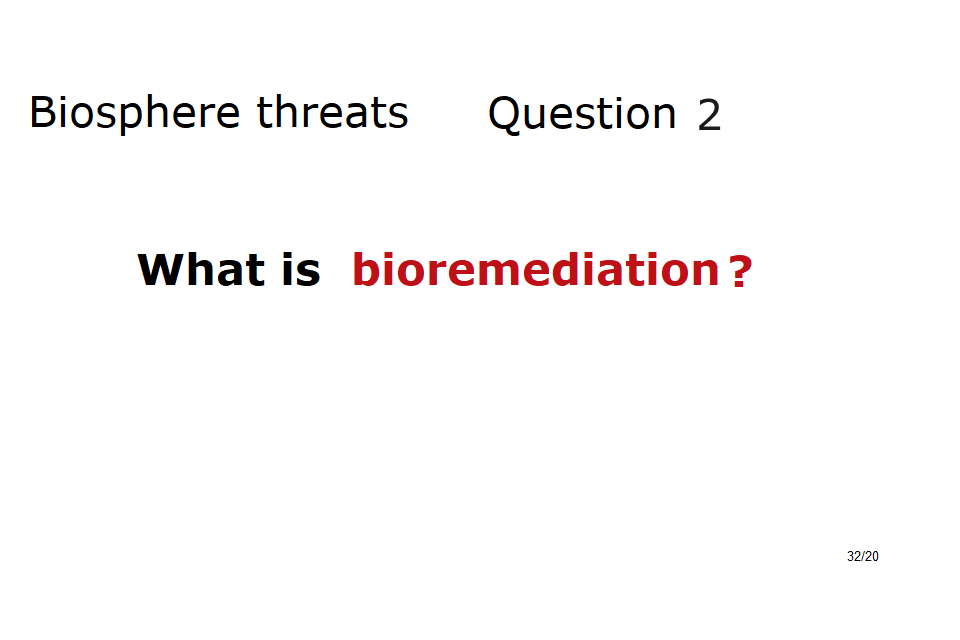 Biosphere threats Question 2
What is bioremediation?
32/20